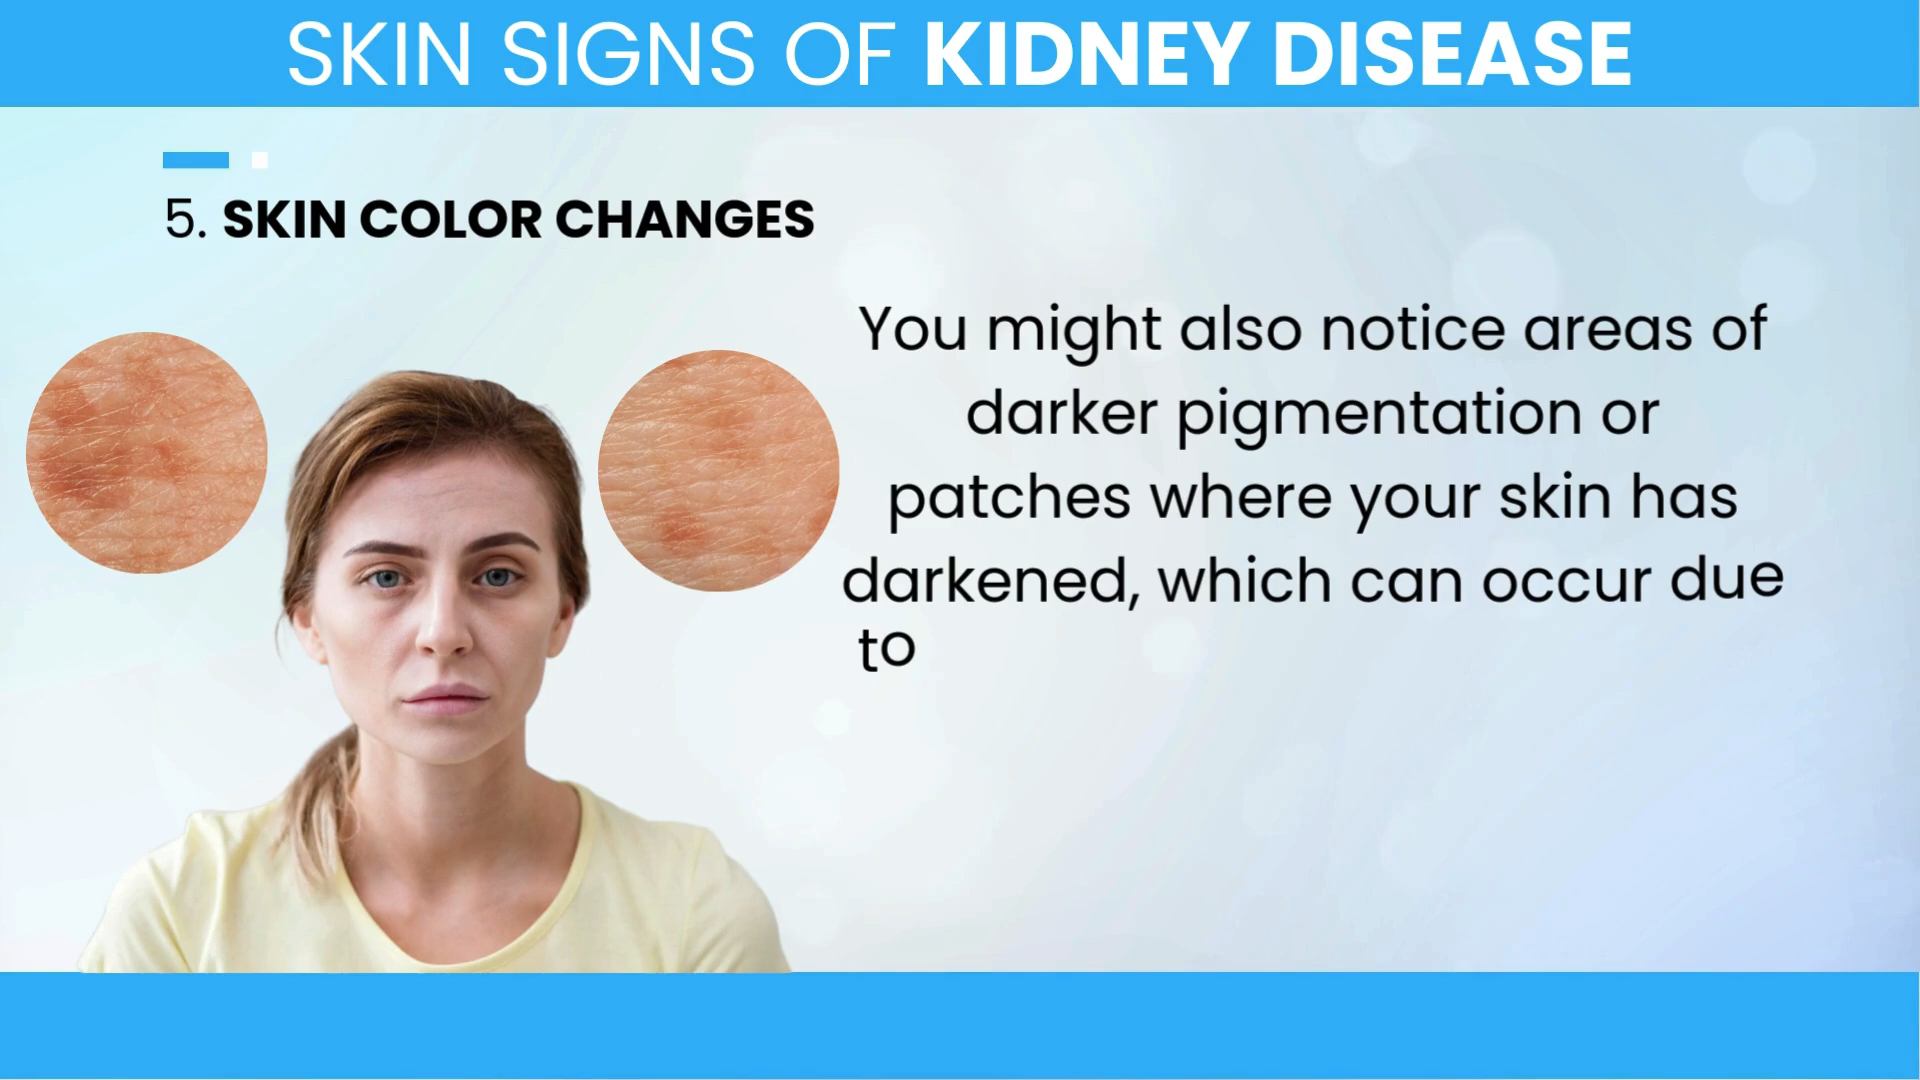 SKIN SIGNS OF KIDNEY DISEASE
5. SKIN COLOR CHANGES
You might also notice areas of
darker pigmentation or
patches where your skin has
darkened, which can occur due
to